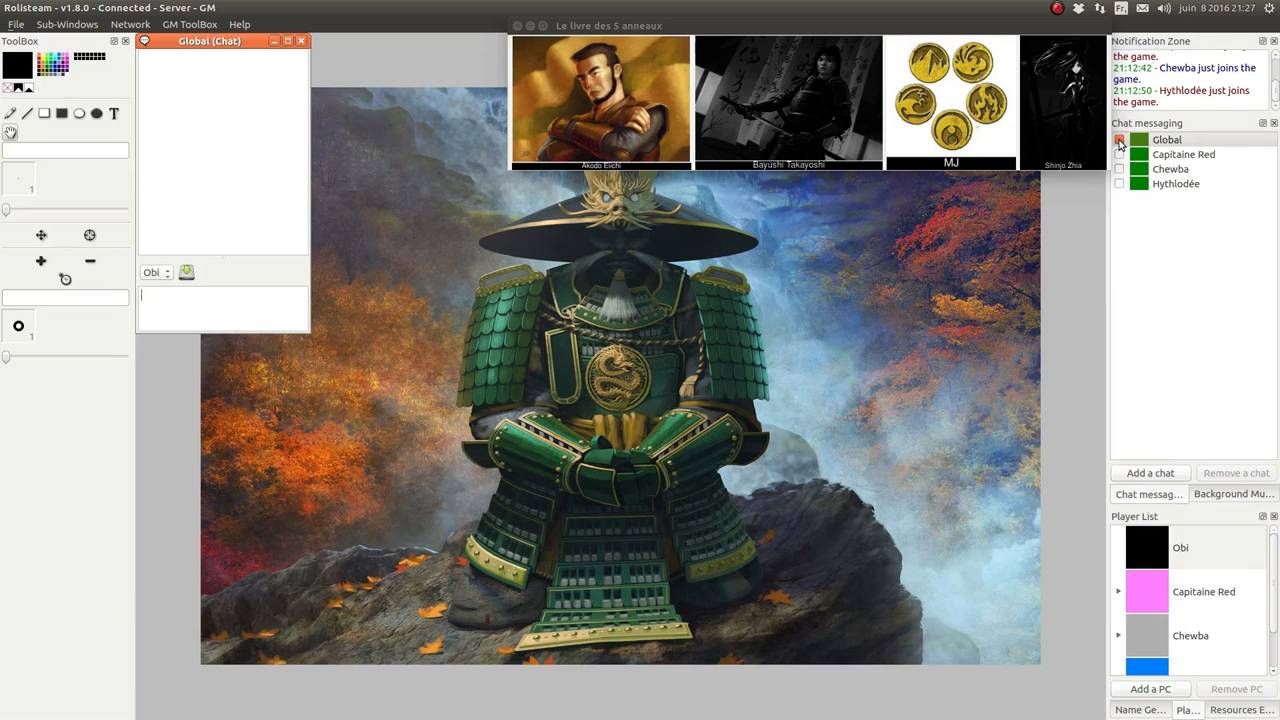 Rolisteam - v1.8.0 - Connected - Server - GM
Fr
juin 8 2016 21:27
File Sub-Windows Network GM ToolBox Help
ToolBox
T
1
1
Global (Chat)
Obi
Le livre des 5 anneaux
Akodo Eiichi
Bayushi Takayoshi
MJ
Shinjo Zhia
Notification Zone
the game.
21:12:42 - Chewba just joins the
game.
21:12:50 - Hythlodée just joins
the game.
Chat messaging
Global
Capitaine Red
Chewba
Hythlodée
Add a chat
Remove a chat
Chat messag...
Background Mu...
Player List
Obi
Capitaine Red
Chewba
Add a PC
Remove PC
Name Ge...
Pla...
Resources E...